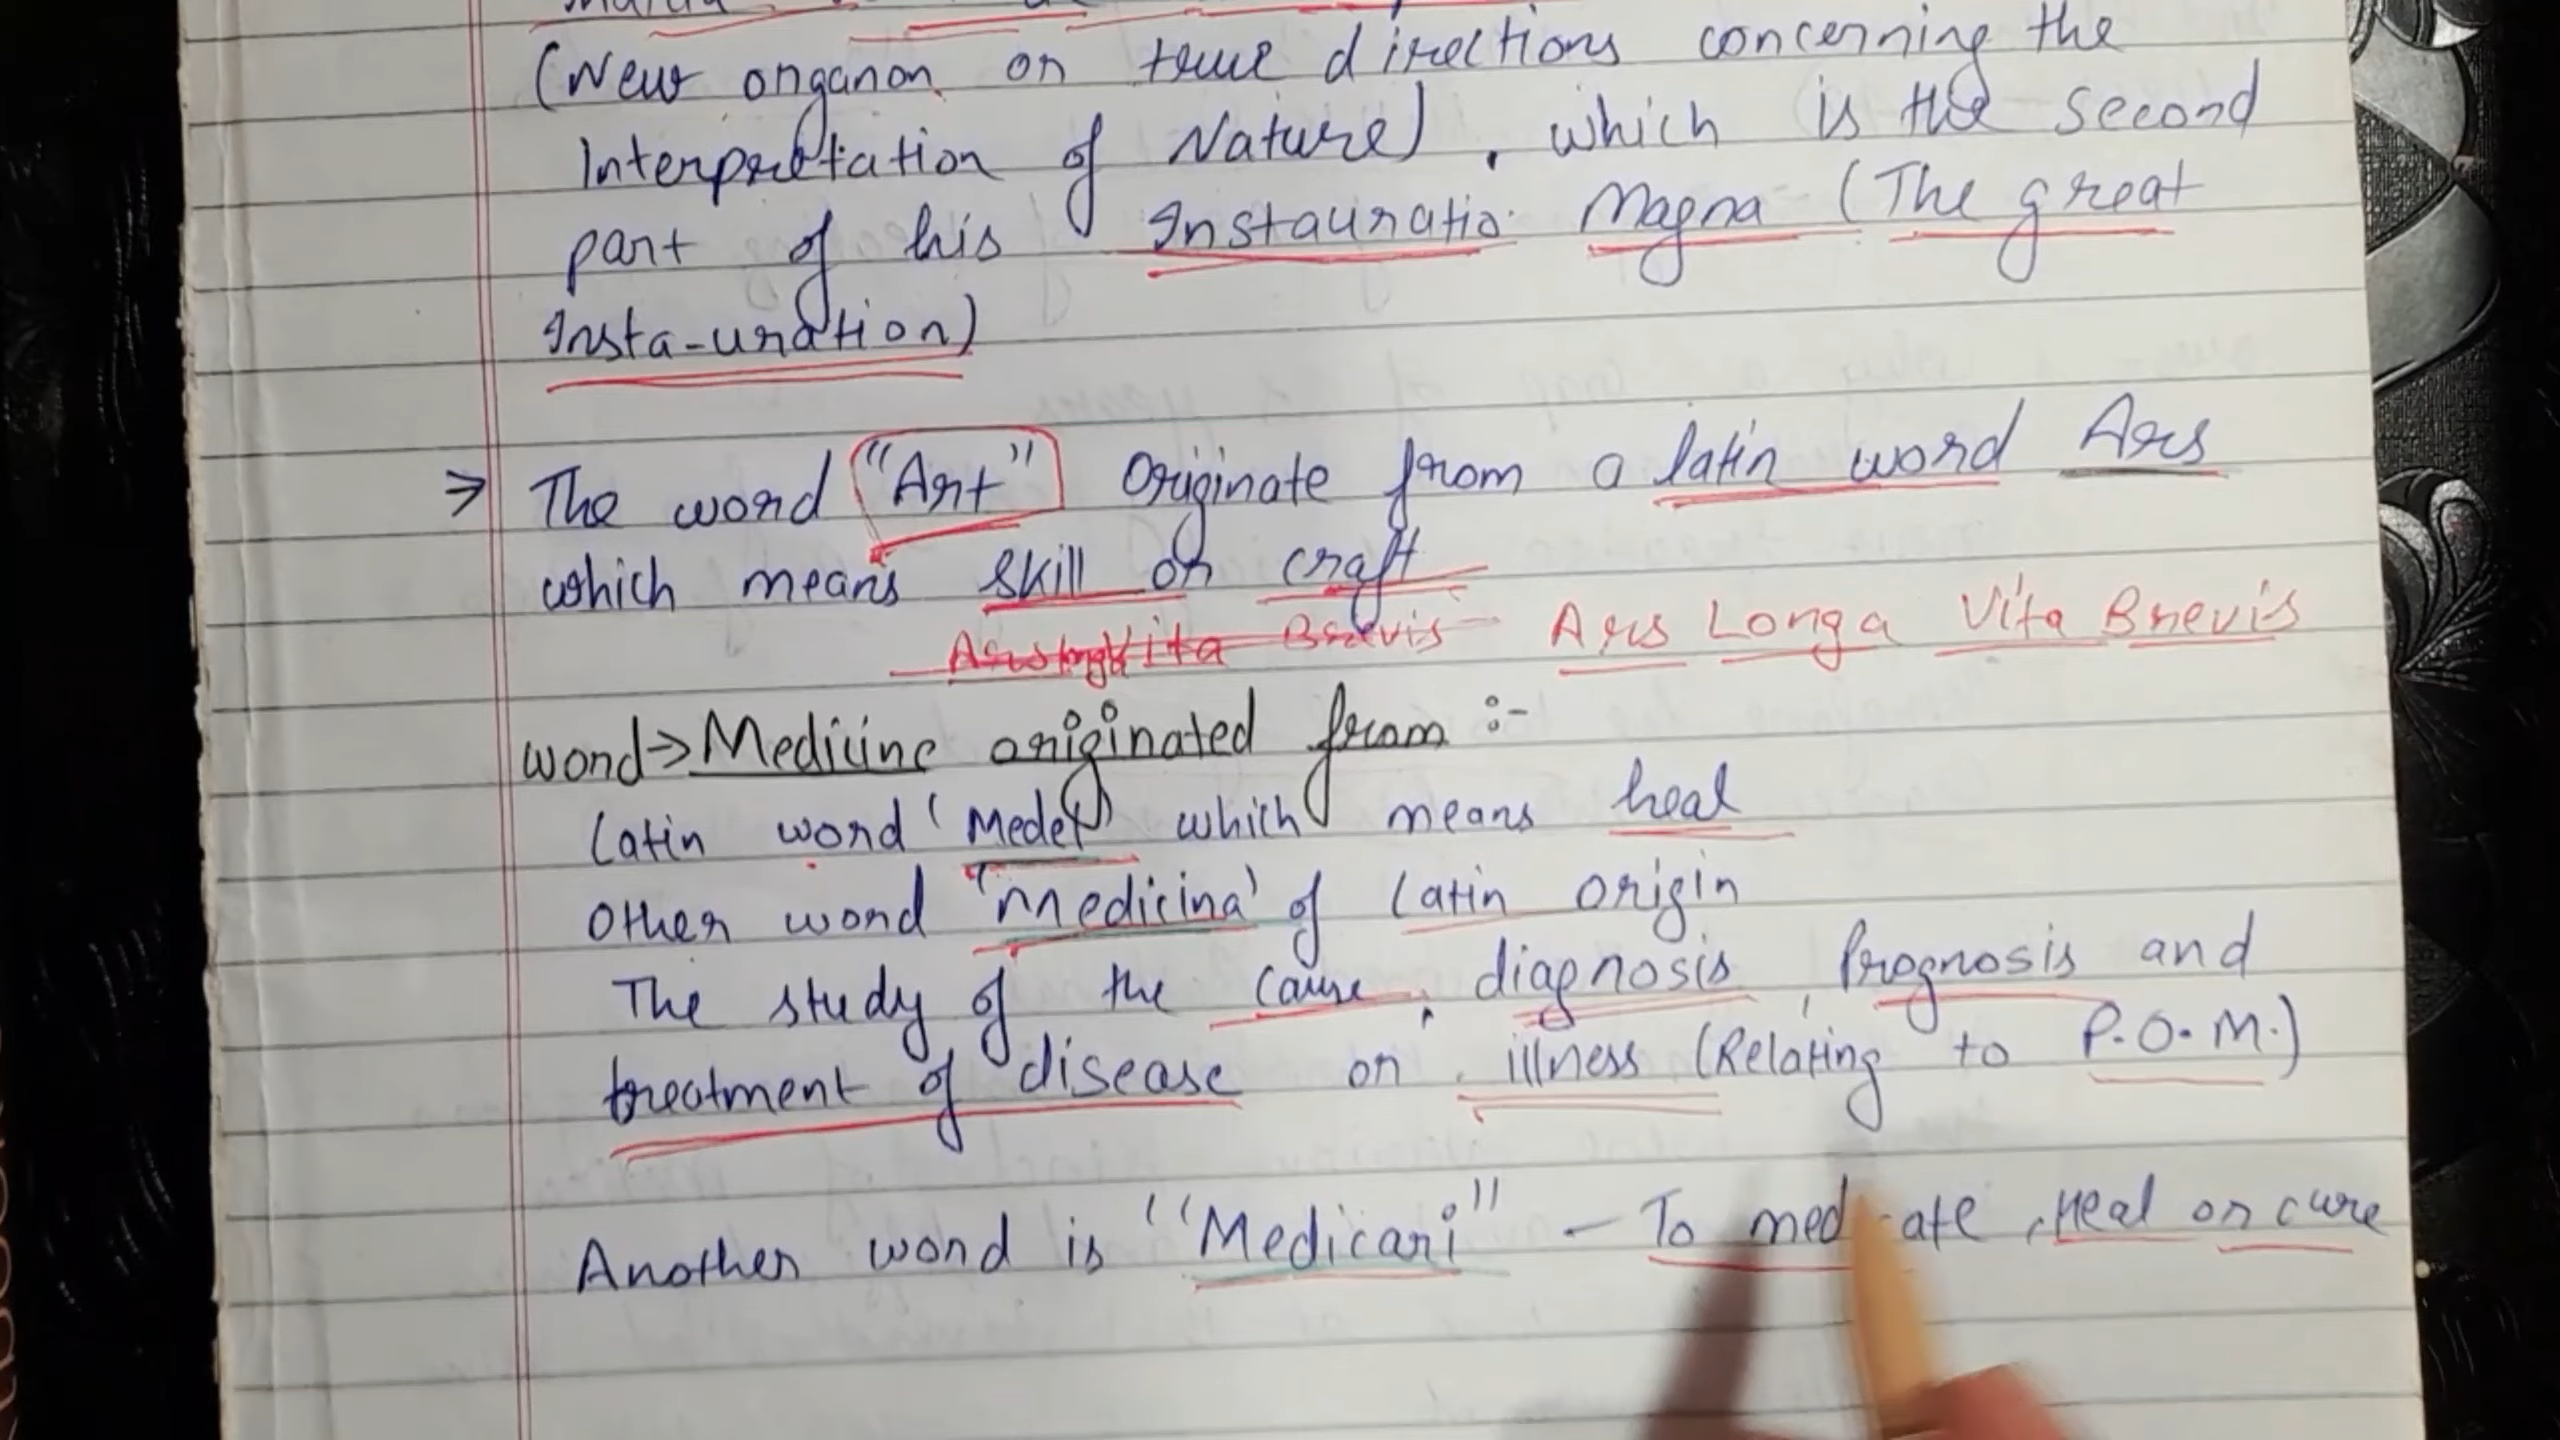 (New organon on true directions concerning the
Interpretation of Nature), which is the second
part of his Instauratio Magna (The great
Insta-uration)
⇒ The word "Art" Originate from a latin word Ars
which means skill or craft
Vita Brevis Ars Longa Vita Brevis
word→Medicine originated from :-
Latin word 'Meder' which means heal
Other word 'medicina' of Latin origin
The study of the cause, diagnosis, Prognosis and
treatment of disease or illness (Relating to P.O.M.)
Another word is "Medicari" - To ,Heal or cure